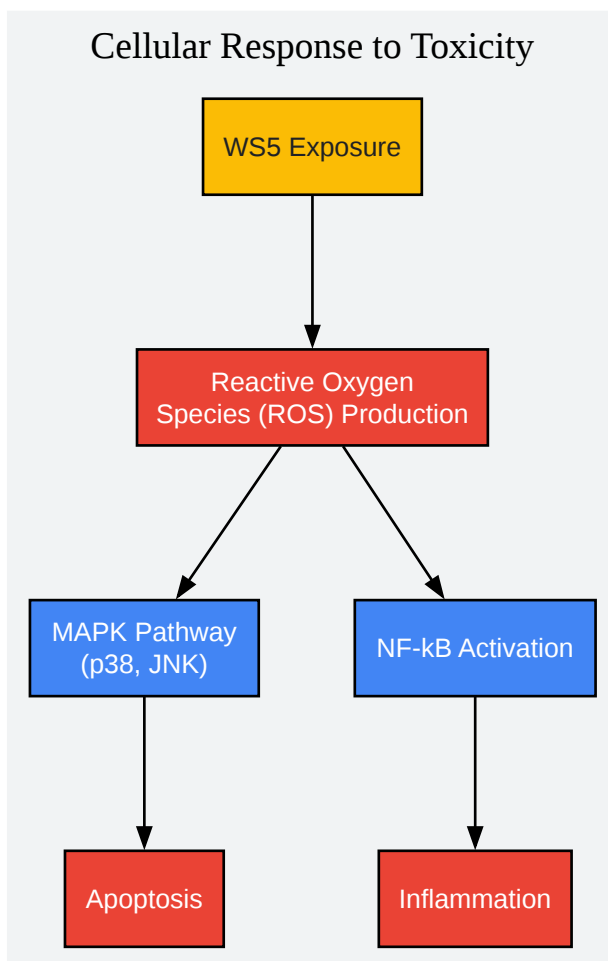 Cellular Response to Toxicity
WS5 Exposure
Reactive Oxygen
Species (ROS) Production
MAPK Pathway
(p38, JNK)
NF-kB Activation
Apoptosis
Inflammation